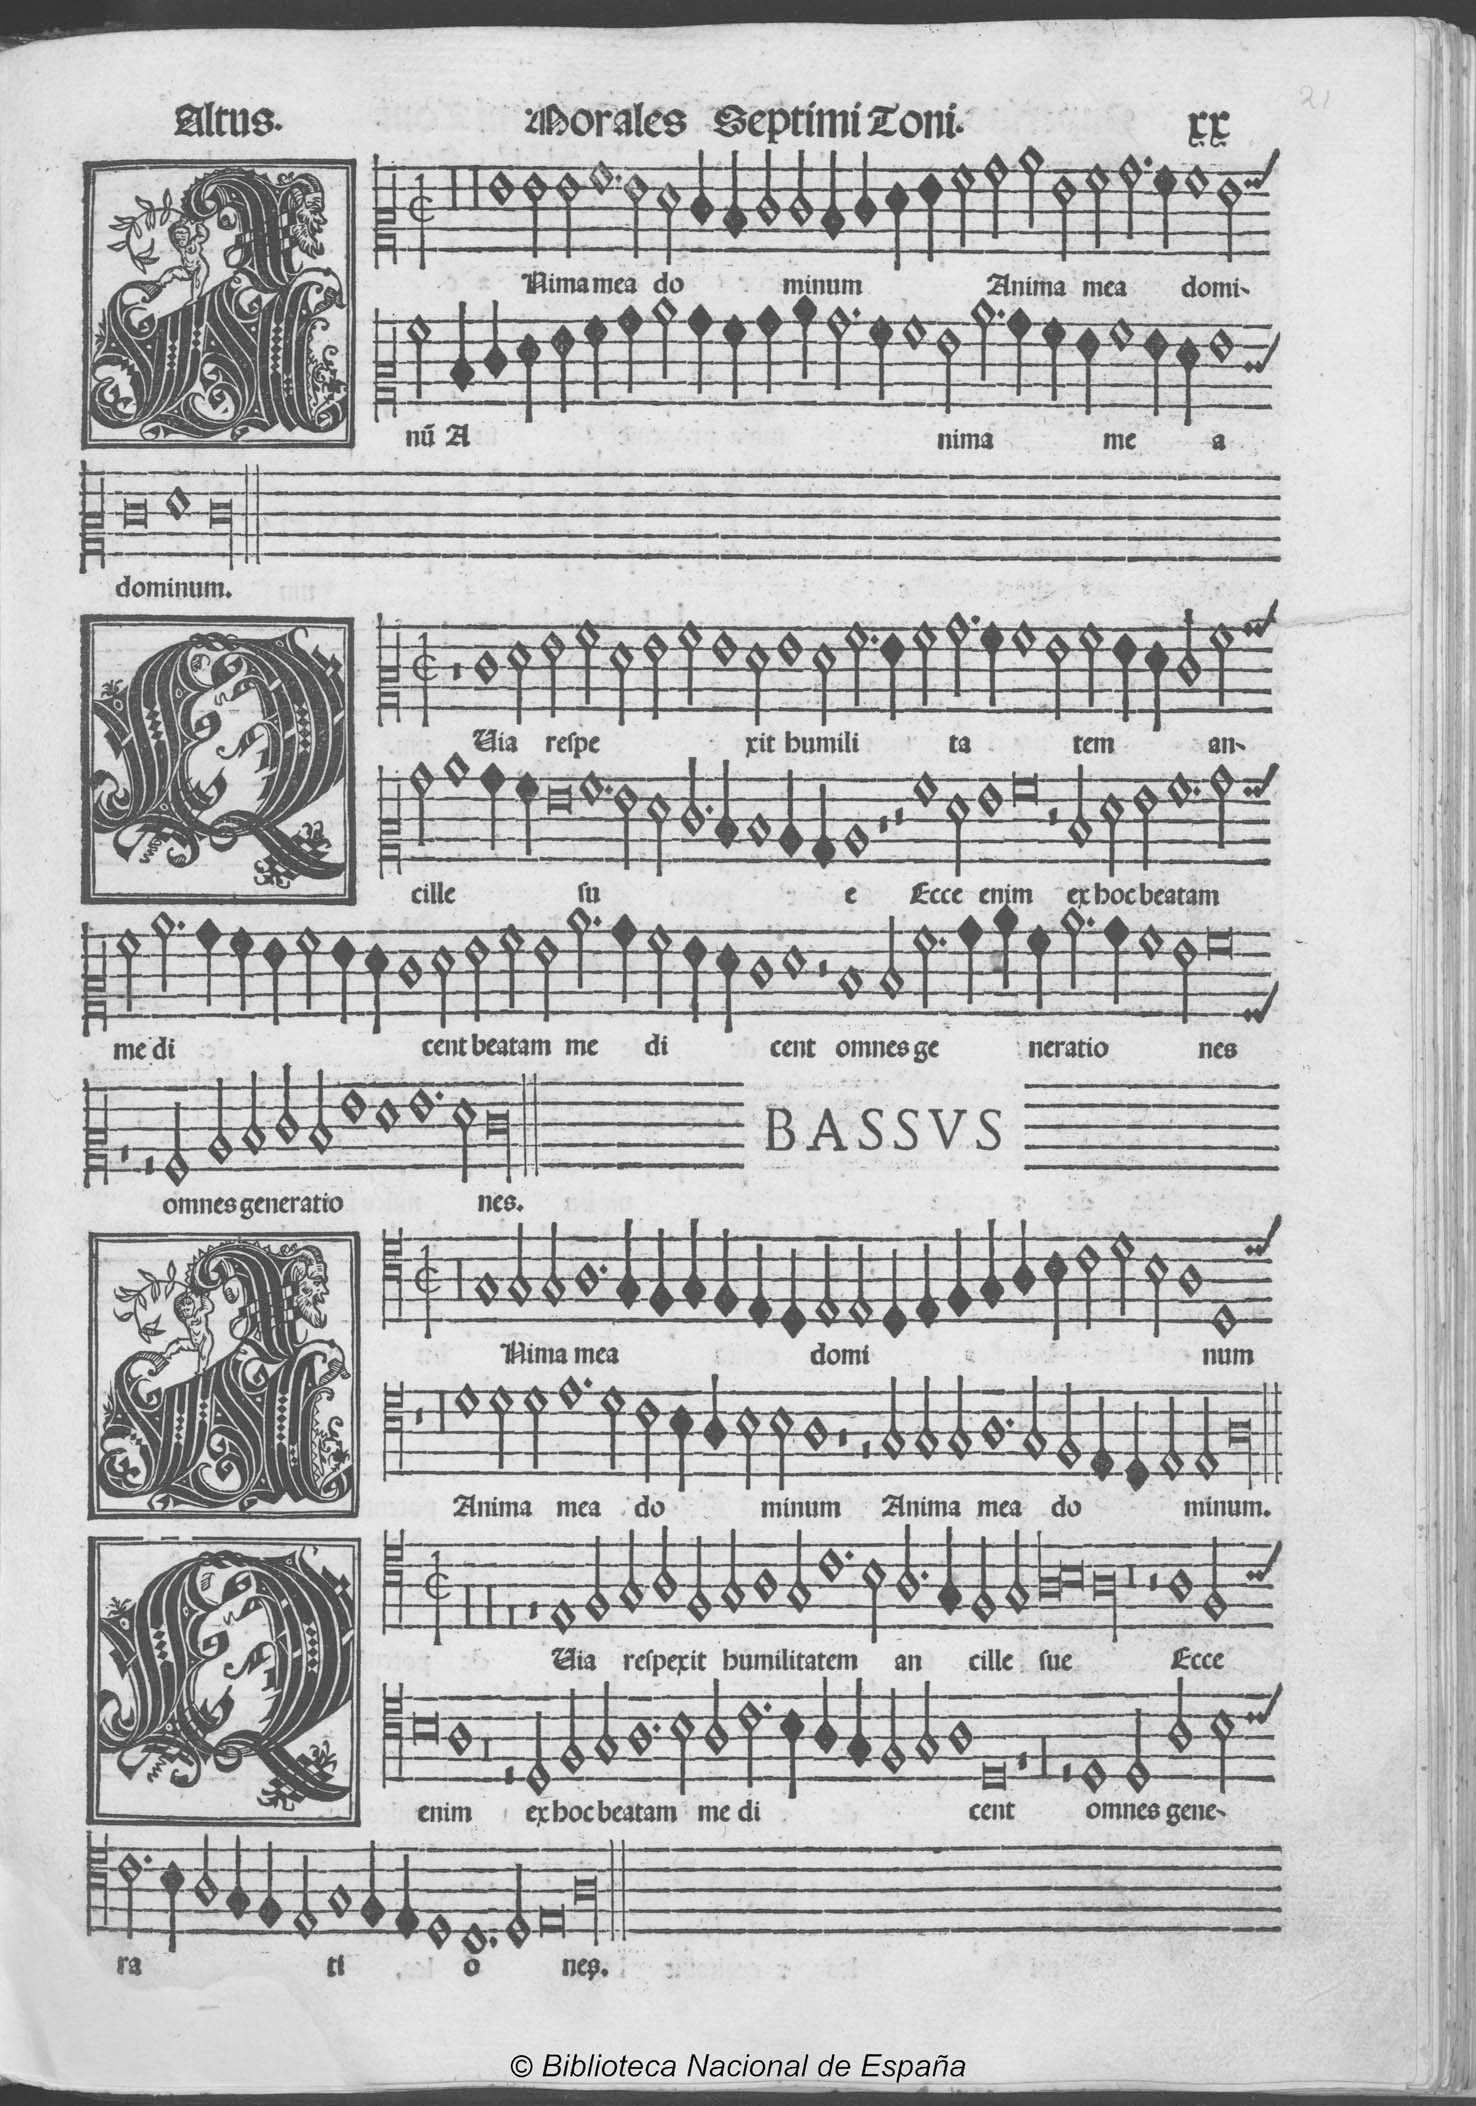 Altus. Morales Septimi Toni. xx
21
A
Nima mea do minum Anima mea domi-
nū A nima me a
dominum.
Q
Uia respe xit humili ta tem an-
cille su e Ecce enim ex hoc beatam
me di cent beatam me di cent omnes ge neratio nes
BASSVS
omnes generatio nes.
A
Nima mea domi num
Anima mea do minum Anima mea do minum.
Q
Uia respexit humilitatem an cille sue Ecce
enim ex hoc beatam me di cent omnes gene-
ra ti o nes.
© Biblioteca Nacional de España